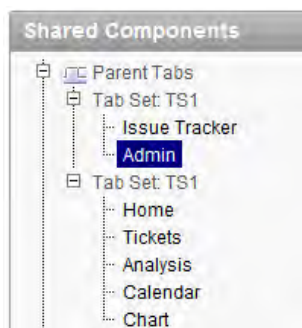 Shared Components
Parent Tabs
Tab Set: TS1
Issue Tracker
Admin
Tab Set: TS1
Home
Tickets
Analysis
Calendar
Chart